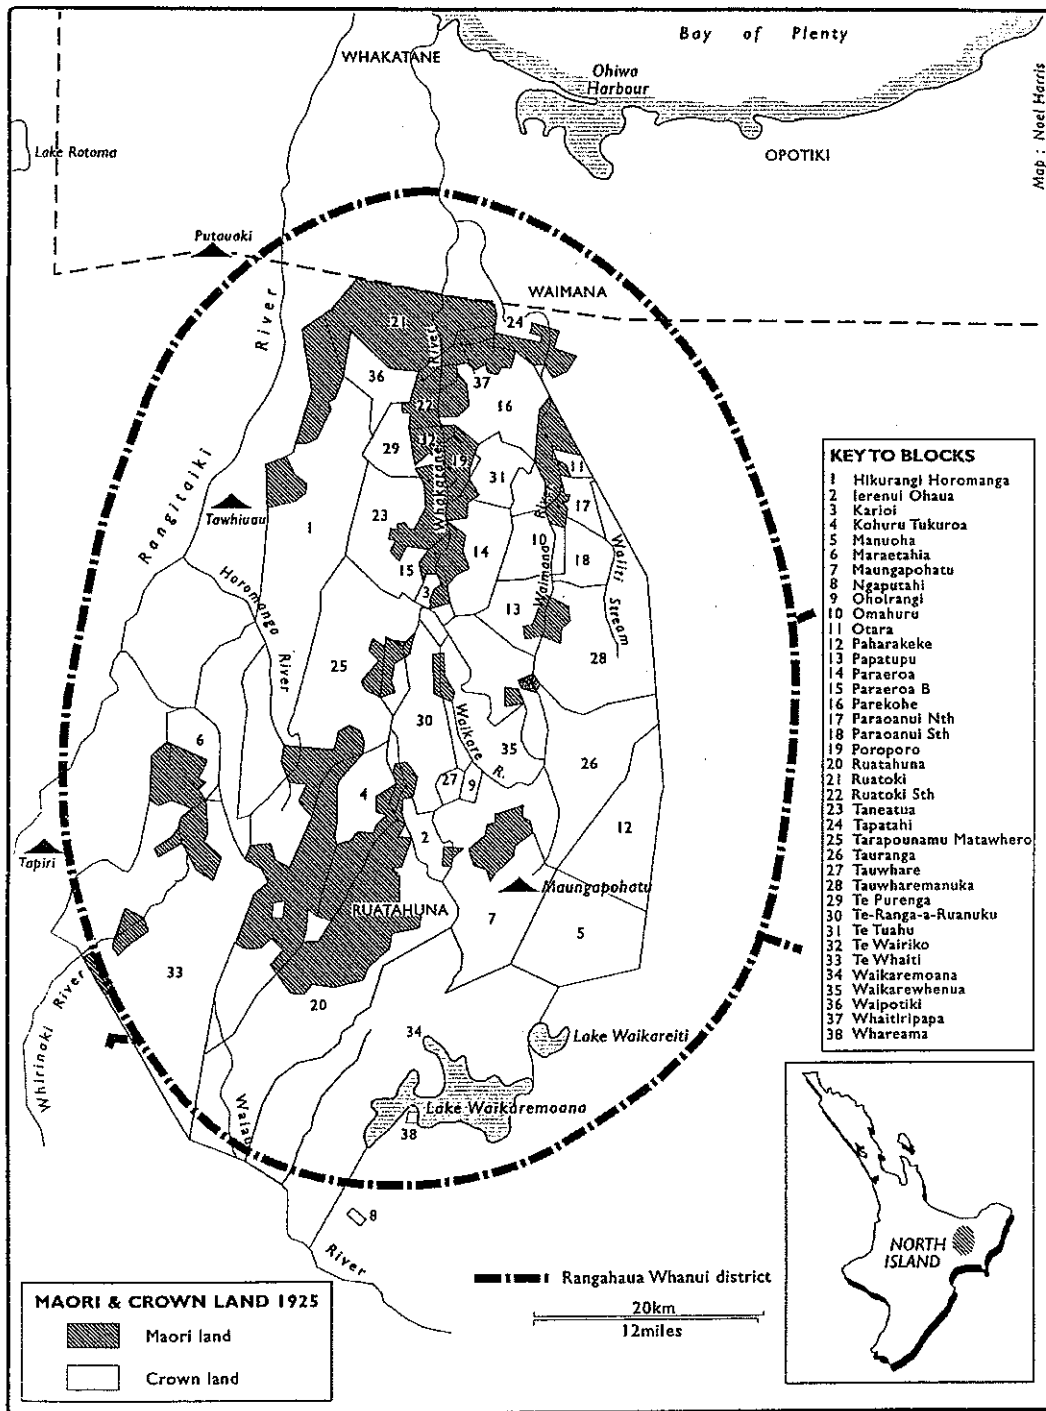 Bay of Plenty
WHAKATANE
Ohiwa
Harbour
Lake Rotoma
OPOTIKI
Map : Noel Harris
Putauaki
WAIMANA
River
Rangitaiki
River
21
24
36
37
22
16
32
29
19
31
11
Whakatane
Tawhiuau
1
23
17
10
14
River
Waimana
15
18
Waiiti
Stream
3
13
Horomanga
River
25
28
30
Waikare
R.
35
6
26
27
9
4
12
2
Tapiri
Maungapohatu
RUATAHUNA
7
5
33
20
34
Lake Waikareiti
Whirinaki River
Waiau
Lake Waikaremoana
38
8
River
KEY TO BLOCKS
1 Hikurangi Horomanga
2 Ierenui Ohaua
3 Karioi
4 Kohuru Tukuroa
5 Manuoha
6 Maraetahia
7 Maungapohatu
8 Ngaputahi
9 Ohoirangi
10 Omahuru
11 Otara
12 Paharakeke
13 Papatupu
14 Paraeroa
15 Paraeroa B
16 Parekohe
17 Paraoanui Nth
18 Paraoanui Sth
19 Poroporo
20 Ruatahuna
21 Ruatoki
22 Ruatoki Sth
23 Taneatua
24 Tapatahi
25 Tarapounamu Matawhero
26 Tauranga
27 Tauwhare
28 Tauwharemanuka
29 Te Purenga
30 Te-Ranga-a-Ruanuku
31 Te Tuahu
32 Te Wairiko
33 Te Whaiti
34 Waikaremoana
35 Waikarewhenua
36 Waipotiki
37 Whaitiripapa
38 Whareama
NORTH
ISLAND
Rangahaua Whanui district
20km
12miles
MAORI & CROWN LAND 1925
Maori land
Crown land